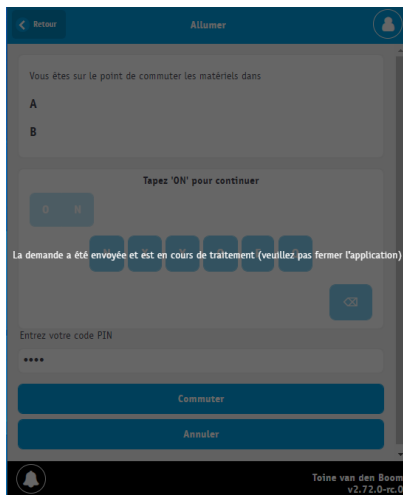 Retour
Allumer
Vous êtes sur le point de commuter les matériels dans
A
B
Tapez 'ON' pour continuer
O N
La demande a été envoyée et est en cours de traitement (veuillez pas fermer l'application)
Entrez votre code PIN
••••
Commuter
Annuler
Toine van den Boom
v2.72.0-rc.0